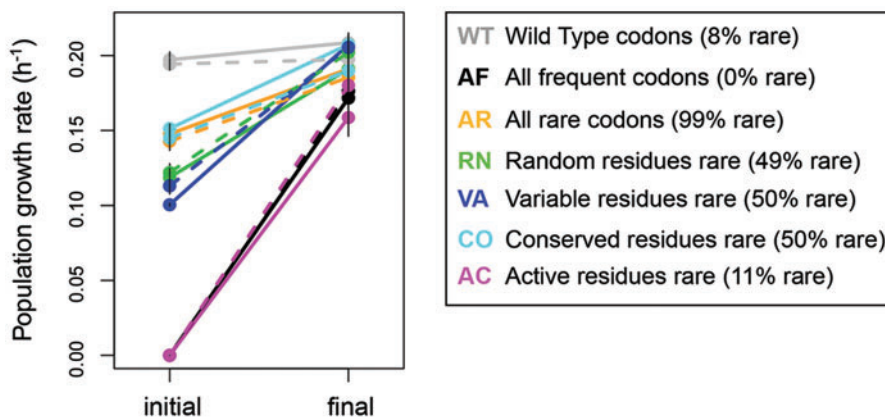 Population growth rate (h⁻¹)
0.20
0.15
0.10
0.05
0.00
initial final
WT Wild Type codons (8% rare)
AF All frequent codons (0% rare)
AR All rare codons (99% rare)
RN Random residues rare (49% rare)
VA Variable residues rare (50% rare)
CO Conserved residues rare (50% rare)
AC Active residues rare (11% rare)